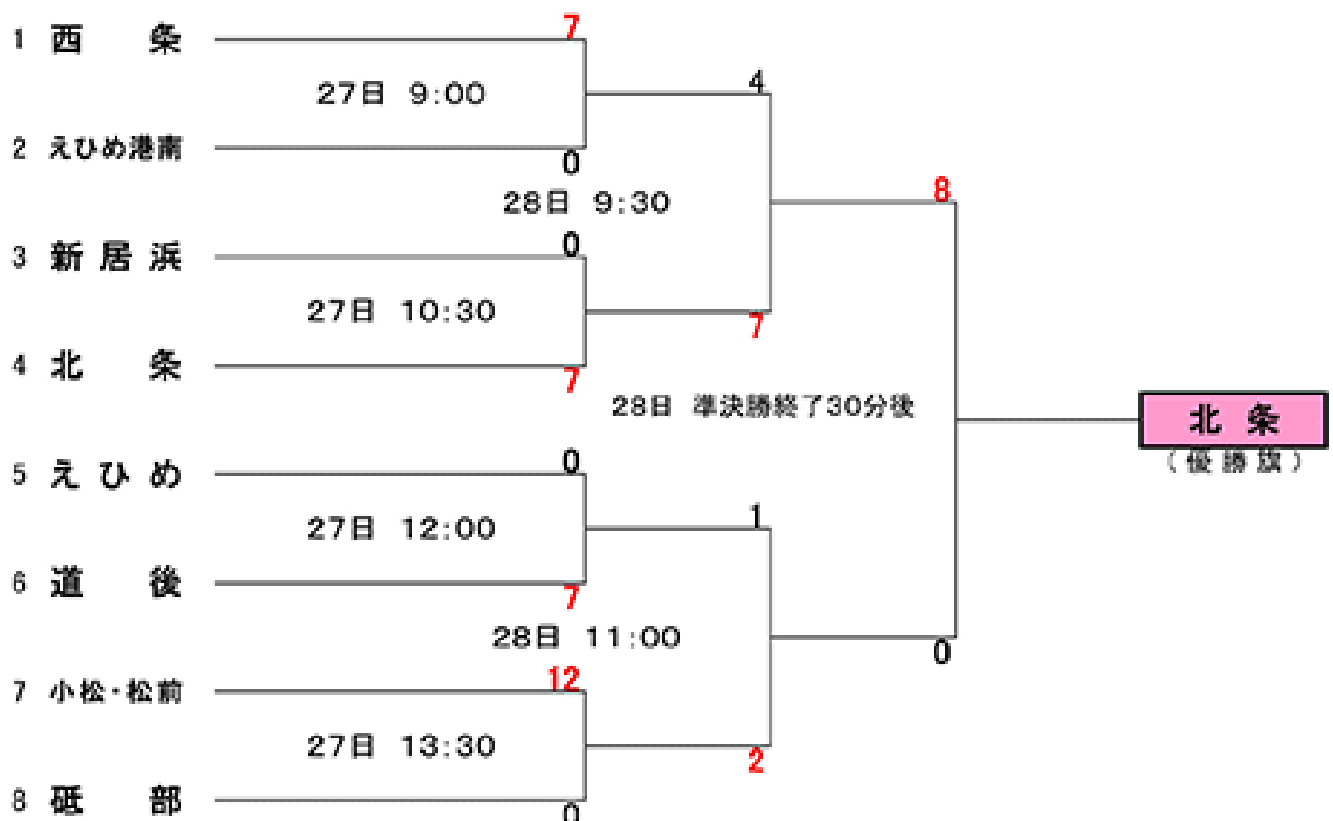 7
1 西 条
27日 9:00
4
2 えひめ港南
0
28日 9:30
8
0
3 新居浜
27日 10:30
7
4 北 条
7
28日 準決勝終了30分後
北 条
(優勝旗)
0
5 えひめ
1
27日 12:00
6 道 後
7
28日 11:00
0
12
7 小松・松前
27日 13:30
2
8 砥 部
0